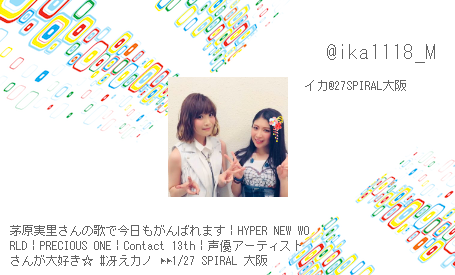 @ika1118_M
イカ@27SPIRAL大阪
茅原実里さんの歌で今日もがんばれます¦HYPER NEW WO
RLD¦PRECIOUS ONE¦Contact 13th¦声優アーティスト
さんが大好き☆ #冴えカノ ▶▶1/27 SPIRAL 大阪